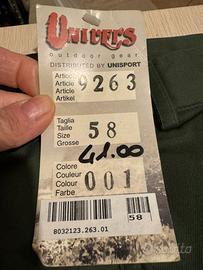 UNIVERS
outdoor gear
DISTRIBUTED BY UNISPORT
Articolo
Article
Article
Artikel
9263
Taglia
Taille
Size
Grosse
58
41.00
Colore
Couleur
Colour
Farbe
001
58
8032123.263.01
subito